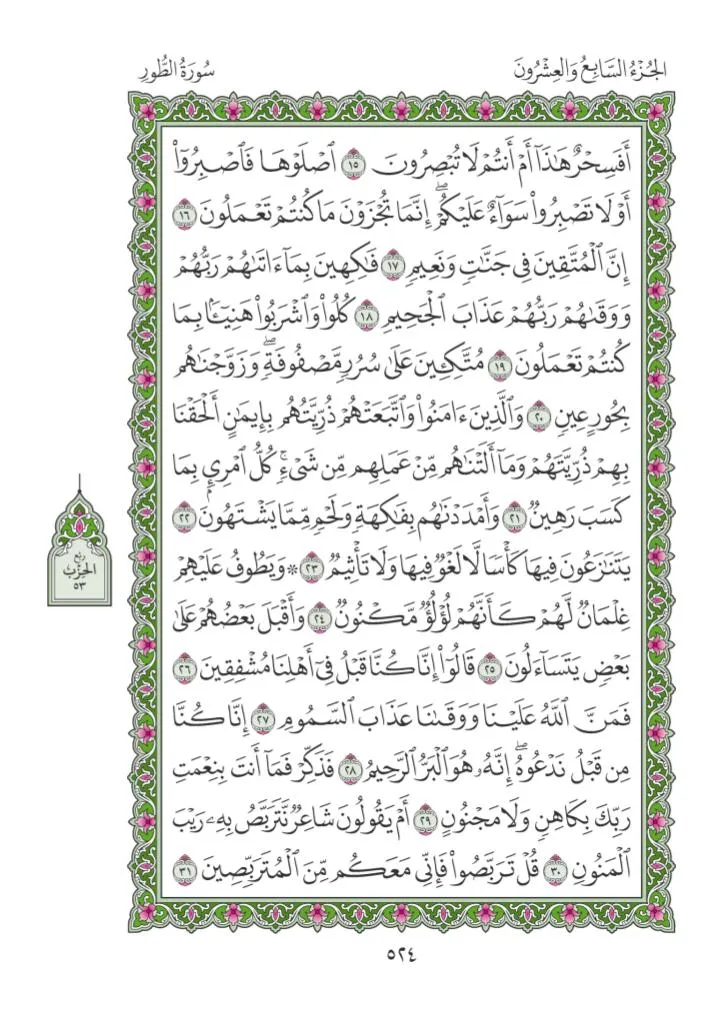 الجُزْءُ السَّابِعُ وَالعِشْرُونَ
سُورَةُ الطُّورِ
أَفَسِحْرٌ هَٰذَآ أَمْ أَنتُمْ لَا تُبْصِرُونَ ١٥ ٱصْلَوْهَا فَٱصْبِرُوٓا۟
أَوْ لَا تَصْبِرُوا۟ سَوَآءٌ عَلَيْكُمْ ۖ إِنَّمَا تُجْزَوْنَ مَا كُنتُمْ تَعْمَلُونَ ١٦
إِنَّ ٱلْمُتَّقِينَ فِى جَنَّٰتٍ وَنَعِيمٍ ١٧ فَٰكِهِينَ بِمَآ ءَاتَىٰهُمْ رَبُّهُمْ
وَوَقَىٰهُمْ رَبُّهُمْ عَذَابَ ٱلْجَحِيمِ ١٨ كُلُوا۟ وَٱشْرَبُوا۟ هَنِيٓـًٔۢا بِمَا
كُنتُمْ تَعْمَلُونَ ١٩ مُتَّكِـِٔينَ عَلَىٰ سُرُرٍ مَّصْفُوفَةٍ ۖ وَزَوَّجْنَٰهُم
بِحُورٍ عِينٍ ٢٠ وَٱلَّذِينَ ءَامَنُوا۟ وَٱتَّبَعَتْهُمْ ذُرِّيَّتُهُم بِإِيمَٰنٍ أَلْحَقْنَا
بِهِمْ ذُرِّيَّتَهُمْ وَمَآ أَلَتْنَٰهُم مِّنْ عَمَلِهِم مِّن شَىْءٍ ۚ كُلُّ ٱمْرِئٍۭ بِمَا
كَسَبَ رَهِينٌ ٢١ وَأَمْدَدْنَٰهُم بِفَٰكِهَةٍ وَلَحْمٍ مِّمَّا يَشْتَهُونَ ٢٢
يَتَنَٰزَعُونَ فِيهَا كَأْسًا لَّا لَغْوٌ فِيهَا وَلَا تَأْثِيمٌ ٢٣ ۞ وَيَطُوفُ عَلَيْهِمْ
غِلْمَانٌ لَّهُمْ كَأَنَّهُمْ لُؤْلُؤٌ مَّكْنُونٌ ٢٤ وَأَقْبَلَ بَعْضُهُمْ عَلَىٰ
بَعْضٍ يَتَسَآءَلُونَ ٢٥ قَالُوٓا۟ إِنَّا كُنَّا قَبْلُ فِىٓ أَهْلِنَا مُشْفِقِينَ ٢٦
فَمَنَّ ٱللَّهُ عَلَيْنَا وَوَقَىٰنَا عَذَابَ ٱلسَّمُومِ ٢٧ إِنَّا كُنَّا
مِن قَبْلُ نَدْعُوهُ ۖ إِنَّهُۥ هُوَ ٱلْبَرُّ ٱلرَّحِيمُ ٢٨ فَذَكِّرْ فَمَآ أَنتَ بِنِعْمَتِ
رَبِّكَ بِكَاهِنٍ وَلَا مَجْنُونٍ ٢٩ أَمْ يَقُولُونَ شَاعِرٌ نَّتَرَبَّصُ بِهِۦ رَيْبَ
ٱلْمَنُونِ ٣٠ قُلْ تَرَبَّصُوا۟ فَإِنِّى مَعَكُم مِّنَ ٱلْمُتَرَبِّصِينَ ٣١
ربع
الحزب
٥٣
٥٢٤